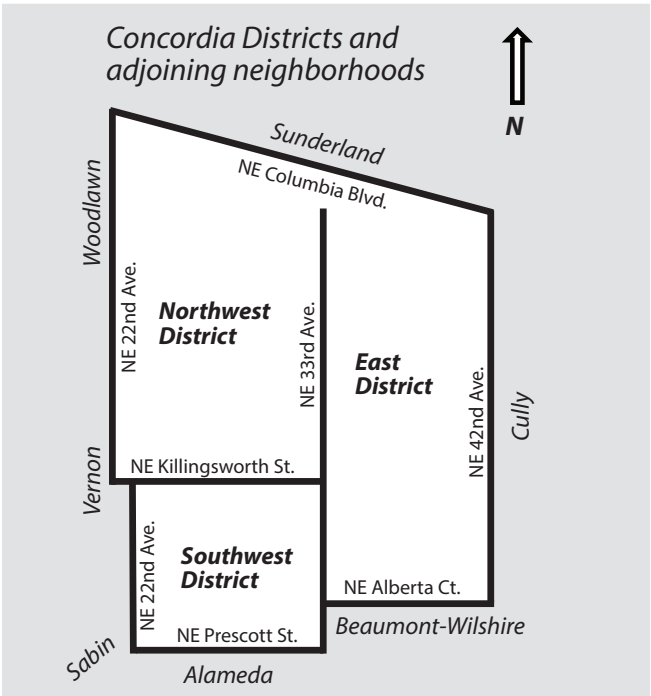 Concordia Districts and
adjoining neighborhoods
N
Sunderland
NE Columbia Blvd.
Woodlawn
NE 22nd Ave.
Northwest
District
NE 33rd Ave.
East
District
NE 42nd Ave.
Cully
Vernon
NE Killingsworth St.
NE 22nd Ave.
Southwest
District
NE Alberta Ct.
NE Prescott St.
Beaumont-Wilshire
Sabin
Alameda